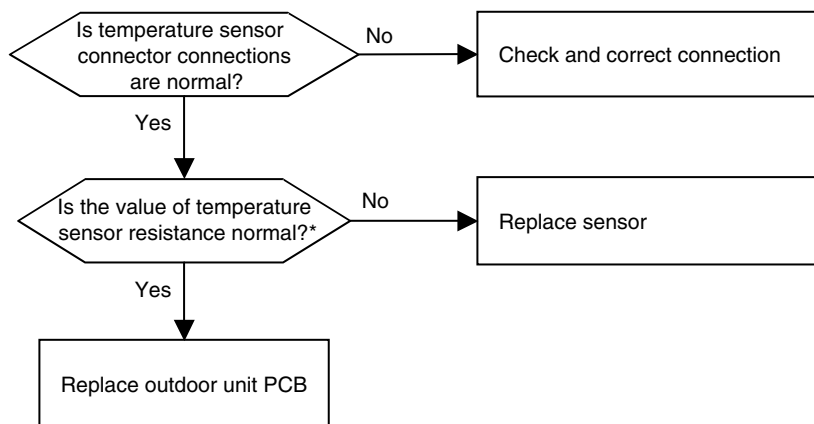 Is temperature sensor
connector connections
are normal?
No
Check and correct connection
Yes
Is the value of temperature
sensor resistance normal?*
No
Replace sensor
Yes
Replace outdoor unit PCB